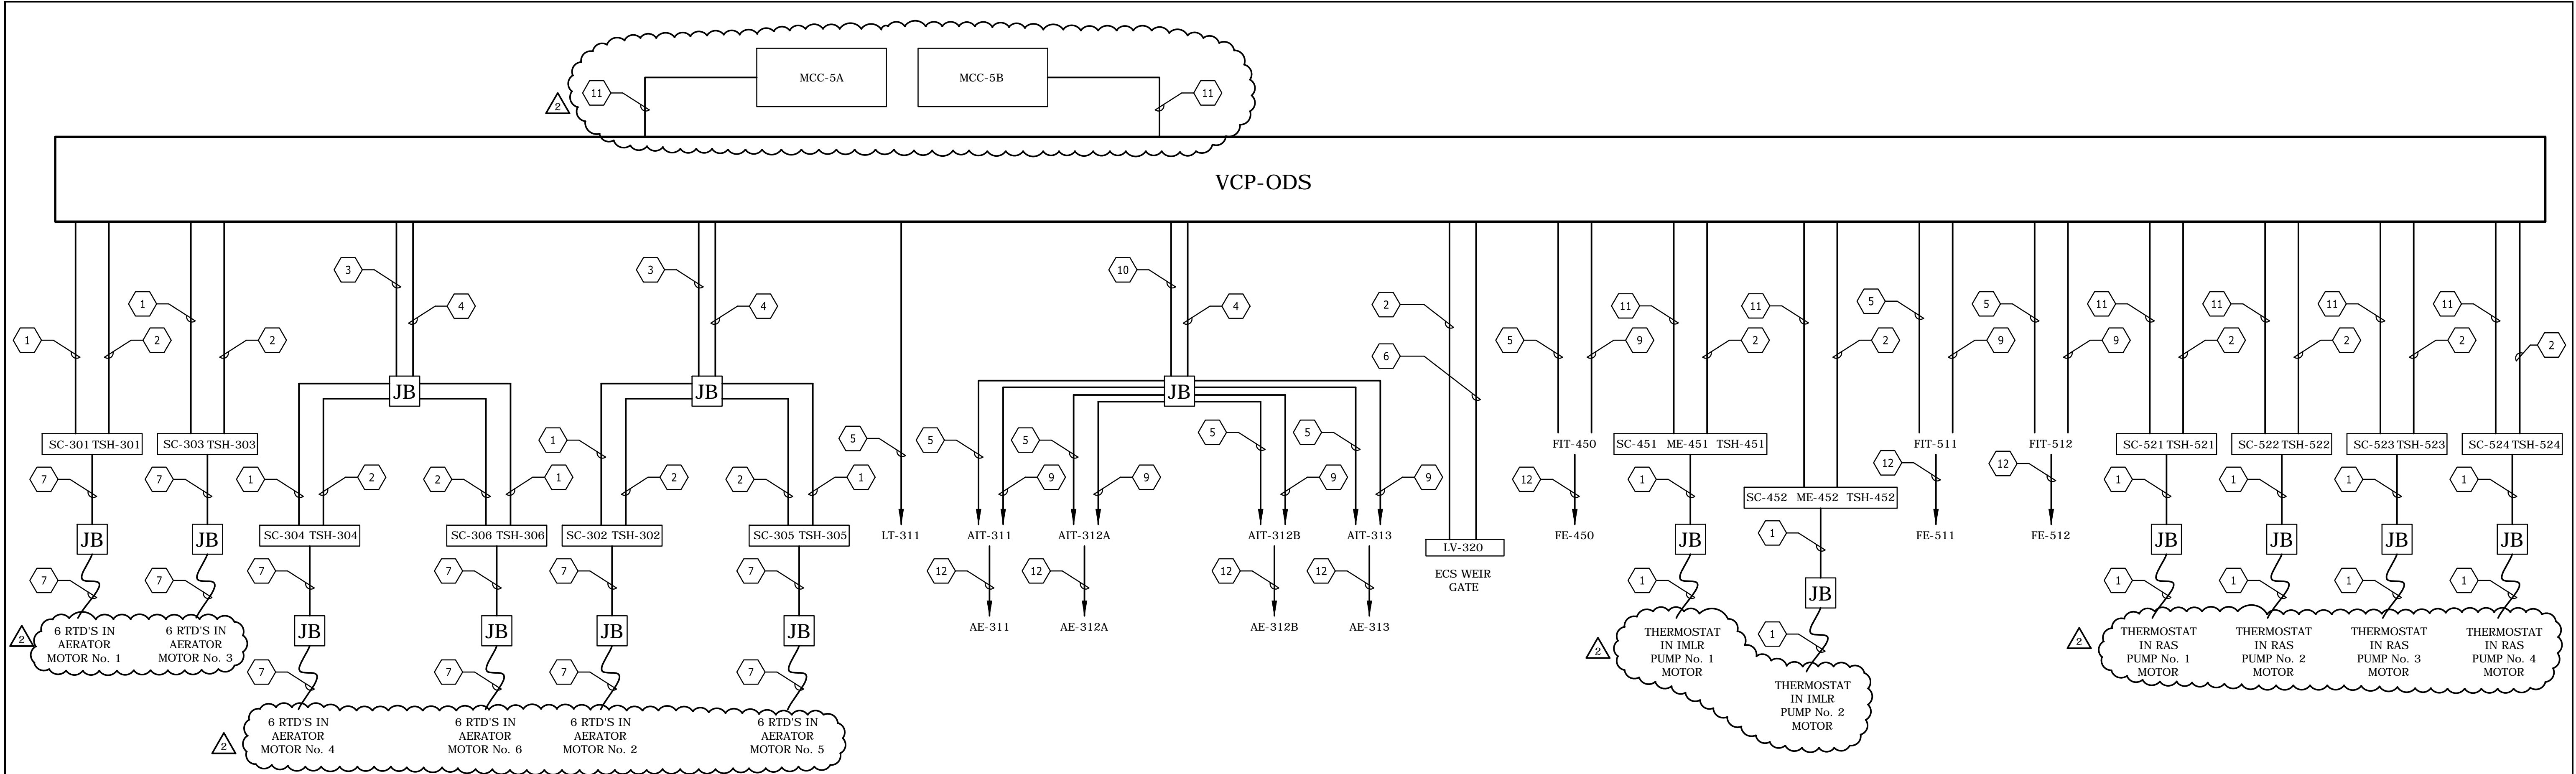 MCC-5A
MCC-5B
11
11
2
VCP-ODS
3
3
10
1
4
4
2
4
11
11
5
5
11
11
11
11
1
2
2
6
5
9
2
2
9
9
2
2
2
2
JB
JB
JB
SC-301 TSH-301
SC-303 TSH-303
1
5
5
5
5
5
FIT-450
SC-451 ME-451 TSH-451
FIT-511
FIT-512
SC-521 TSH-521
SC-522 TSH-522
SC-523 TSH-523
SC-524 TSH-524
7
7
1
2
2
1
2
2
1
9
9
9
9
12
1
12
12
1
1
1
1
SC-452 ME-452 TSH-452
JB
JB
SC-304 TSH-304
SC-306 TSH-306
SC-302 TSH-302
SC-305 TSH-305
LT-311
AIT-311
AIT-312A
AIT-312B
AIT-313
LV-320
FE-450
JB
1
FE-511
FE-512
JB
JB
JB
JB
7
7
7
7
7
7
12
12
12
12
ECS WEIR
GATE
1
JB
1
1
1
1
2
6 RTD'S IN
AERATOR
MOTOR No. 1
6 RTD'S IN
AERATOR
MOTOR No. 3
JB
JB
JB
JB
AE-311
AE-312A
AE-312B
AE-313
2
THERMOSTAT
IN IMLR
PUMP No. 1
MOTOR
1
2
THERMOSTAT
IN RAS
PUMP No. 1
MOTOR
THERMOSTAT
IN RAS
PUMP No. 2
MOTOR
THERMOSTAT
IN RAS
PUMP No. 3
MOTOR
THERMOSTAT
IN RAS
PUMP No. 4
MOTOR
7
7
7
7
THERMOSTAT
IN IMLR
PUMP No. 2
MOTOR
2
6 RTD'S IN
AERATOR
MOTOR No. 4
6 RTD'S IN
AERATOR
MOTOR No. 6
6 RTD'S IN
AERATOR
MOTOR No. 2
6 RTD'S IN
AERATOR
MOTOR No. 5